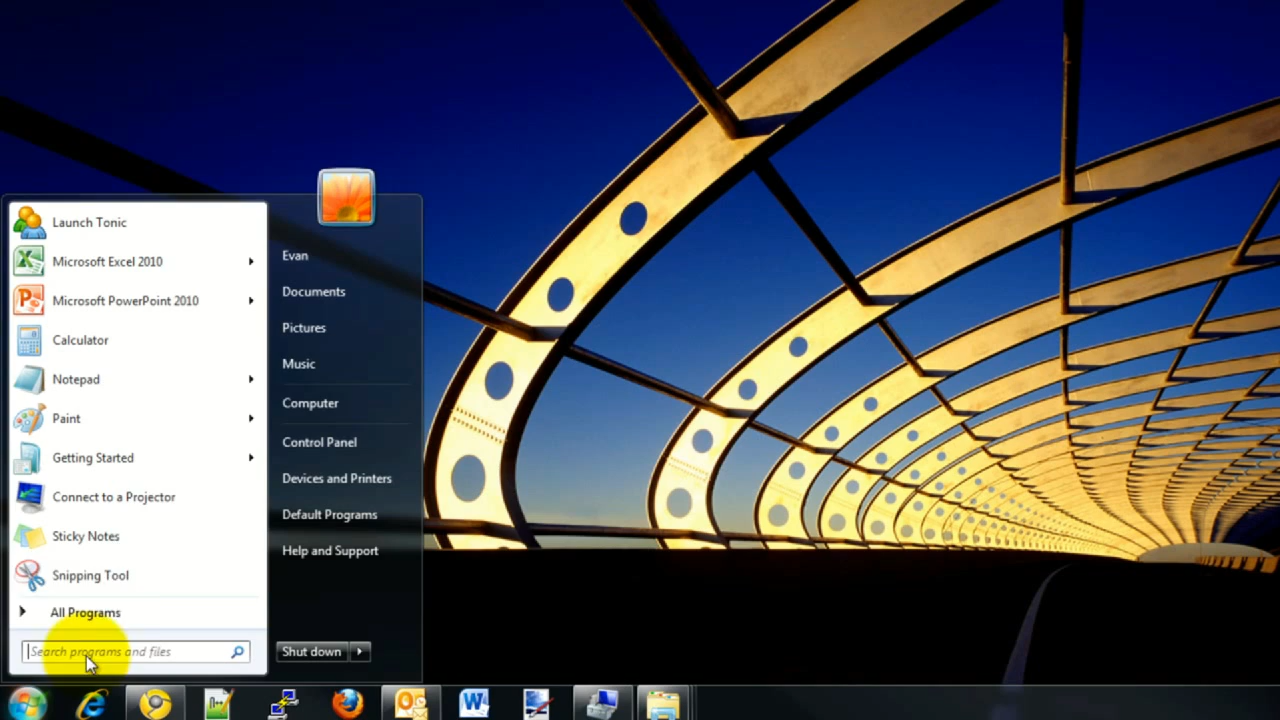 Launch Tonic
Microsoft Excel 2010
Microsoft PowerPoint 2010
Calculator
Notepad
Paint
Getting Started
Connect to a Projector
Sticky Notes
Snipping Tool
All Programs
Search programs and files
Evan
Documents
Pictures
Music
Computer
Control Panel
Devices and Printers
Default Programs
Help and Support
Shut down